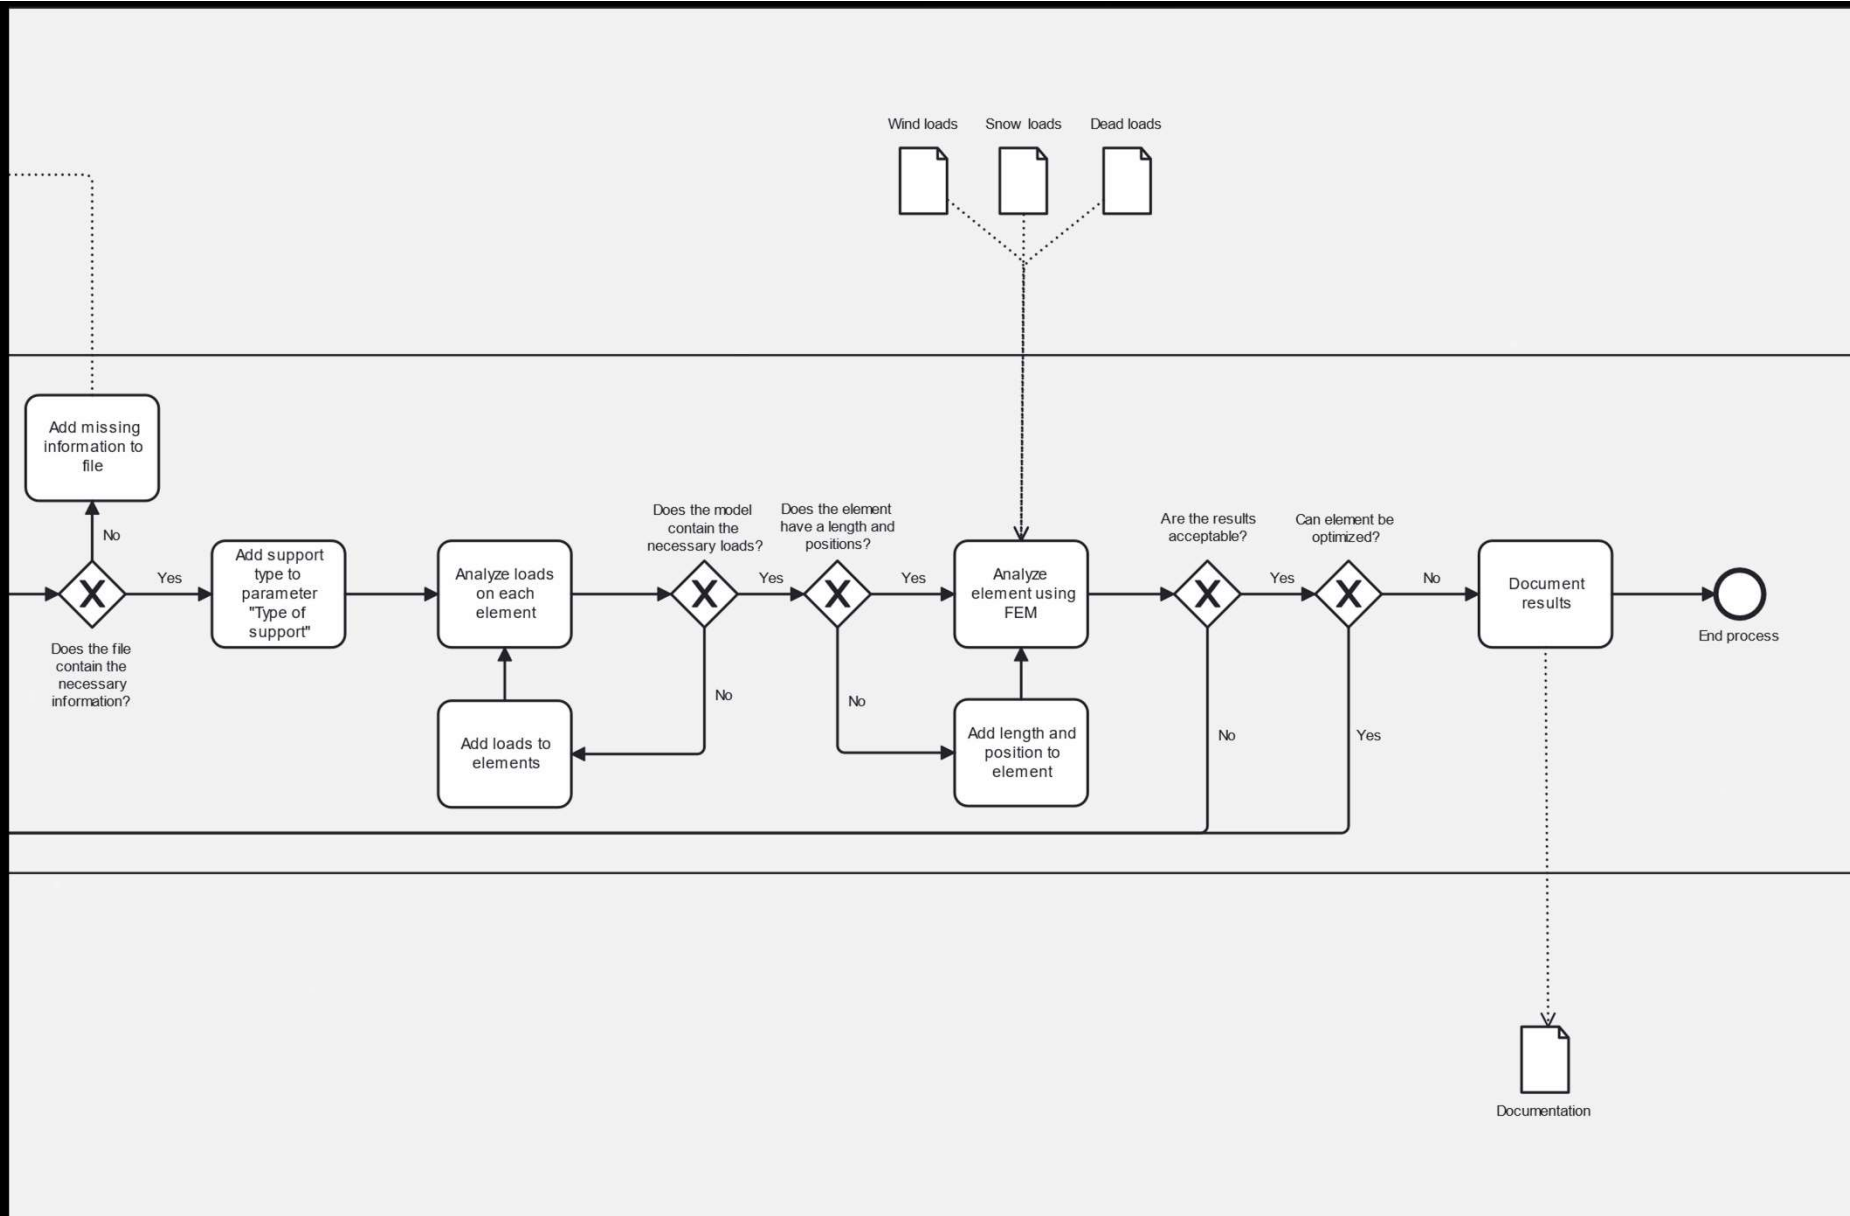 Wind loads
Snow loads
Dead loads
Add missing
information to
file
No
Does the file
contain the
necessary
information?
Yes
Add support
type to
parameter
"Type of
support"
Analyze loads
on each
element
Add loads to
elements
Does the model
contain the
necessary loads?
No
Yes
Does the element
have a length and
positions?
No
Yes
Analyze
element using
FEM
Add length and
position to
element
Are the results
acceptable?
No
Yes
Can element be
optimized?
Yes
No
Document
results
End process
Documentation